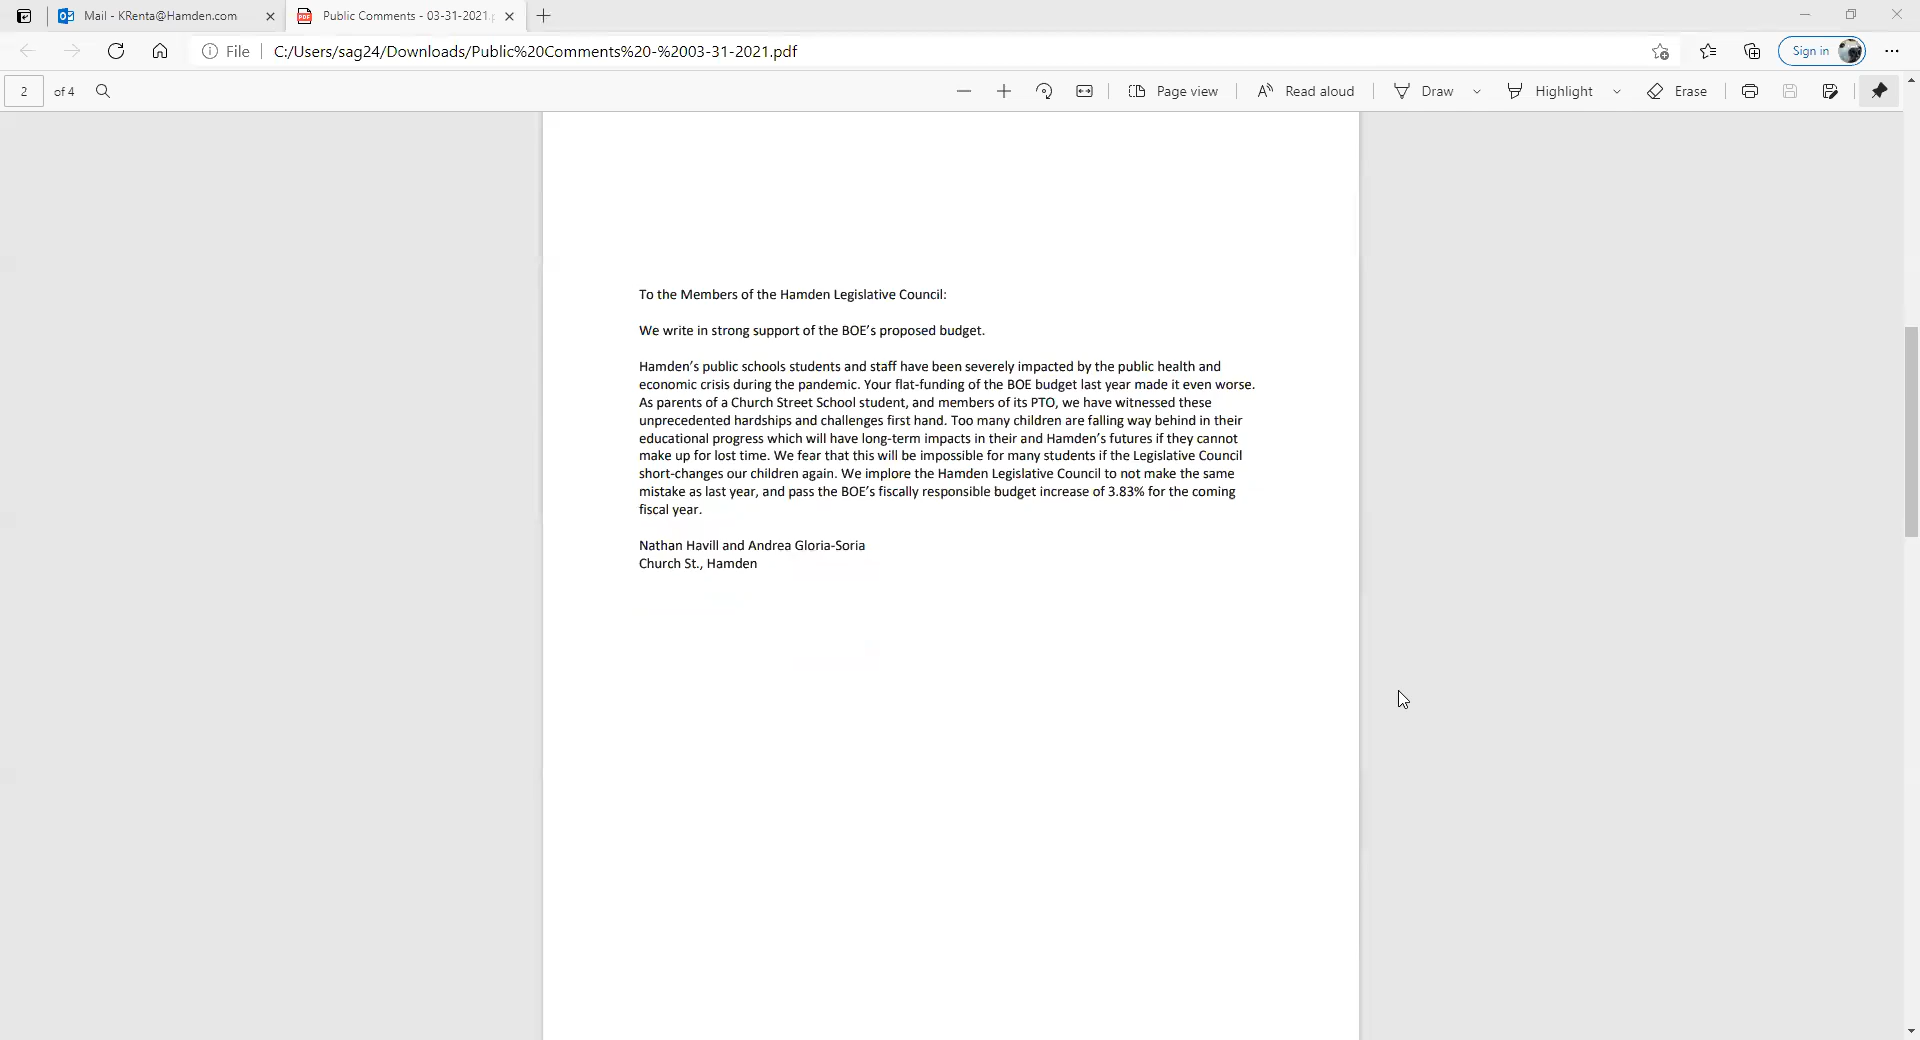 Mail - KRenta@Hamden.com
Public Comments - 03-31-2021.
File
C:/Users/sag24/Downloads/Public%20Comments%20-%2003-31-2021.pdf
Sign in
2 of 4
Page view
Read aloud
Draw
Highlight
Erase
To the Members of the Hamden Legislative Council:
We write in strong support of the BOE’s proposed budget.
Hamden’s public schools students and staff have been severely impacted by the public health and
economic crisis during the pandemic. Your flat-funding of the BOE budget last year made it even worse.
As parents of a Church Street School student, and members of its PTO, we have witnessed these
unprecedented hardships and challenges first hand. Too many children are falling way behind in their
educational progress which will have long-term impacts in their and Hamden’s futures if they cannot
make up for lost time. We fear that this will be impossible for many students if the Legislative Council
short-changes our children again. We implore the Hamden Legislative Council to not make the same
mistake as last year, and pass the BOE’s fiscally responsible budget increase of 3.83% for the coming
fiscal year.
Nathan Havill and Andrea Gloria-Soria
Church St., Hamden